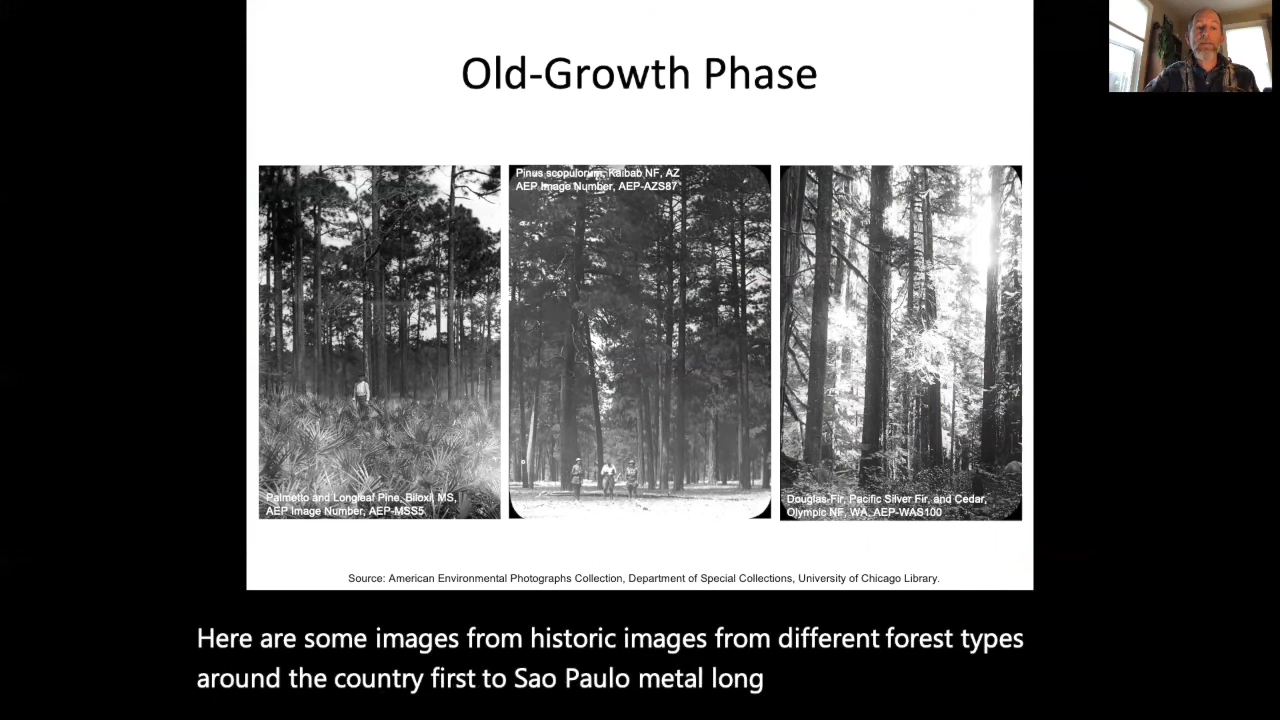 Old-Growth Phase
Pinus scopulorum, Kaibab NF, AZ
AEP Image Number, AEP-AZS87
Palmetto and Longleaf Pine, Biloxi, MS,
AEP Image Number, AEP-MSS5
Douglas-Fir, Pacific Silver Fir, and Cedar,
Olympic NF, WA, AEP-WAS100
Source: American Environmental Photographs Collection, Department of Special Collections, University of Chicago Library.
Here are some images from historic images from different forest types
around the country first to Sao Paulo metal long